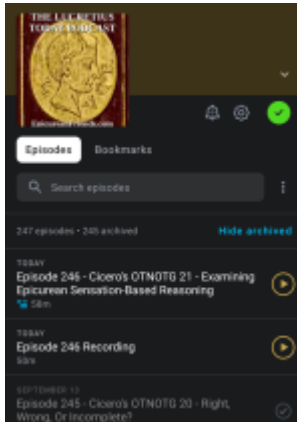 THE LUCRETIUS
TODAY PODCAST
EpicureanFriends.com
Episodes
Bookmarks
Search episodes
247 episodes • 245 archived
Hide archived
TODAY
Episode 246 - Cicero's OTNOTG 21 - Examining
Epicurean Sensation-Based Reasoning
58m
TODAY
Episode 246 Recording
50m
SEPTEMBER 13
Episode 245 - Cicero's OTNOTG 20 - Right,
Wrong, Or Incomplete?